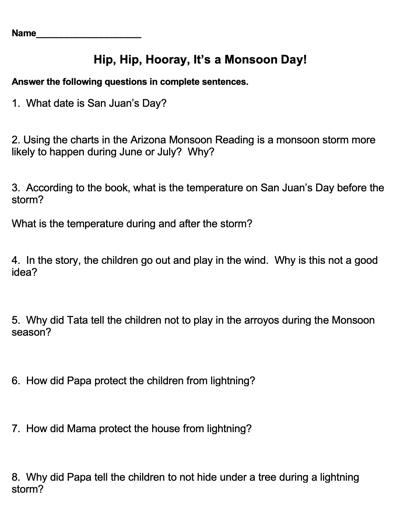 Name____________________
Hip, Hip, Hooray, It's a Monsoon Day!
Answer the following questions in complete sentences.
1. What date is San Juan's Day?
2. Using the charts in the Arizona Monsoon Reading is a monsoon storm more
likely to happen during June or July? Why?
3. According to the book, what is the temperature on San Juan's Day before the
storm?
What is the temperature during and after the storm?
4. In the story, the children go out and play in the wind. Why is this not a good
idea?
5. Why did Tata tell the children not to play in the arroyos during the Monsoon
season?
6. How did Papa protect the children from lightning?
7. How did Mama protect the house from lightning?
8. Why did Papa tell the children to not hide under a tree during a lightning
storm?